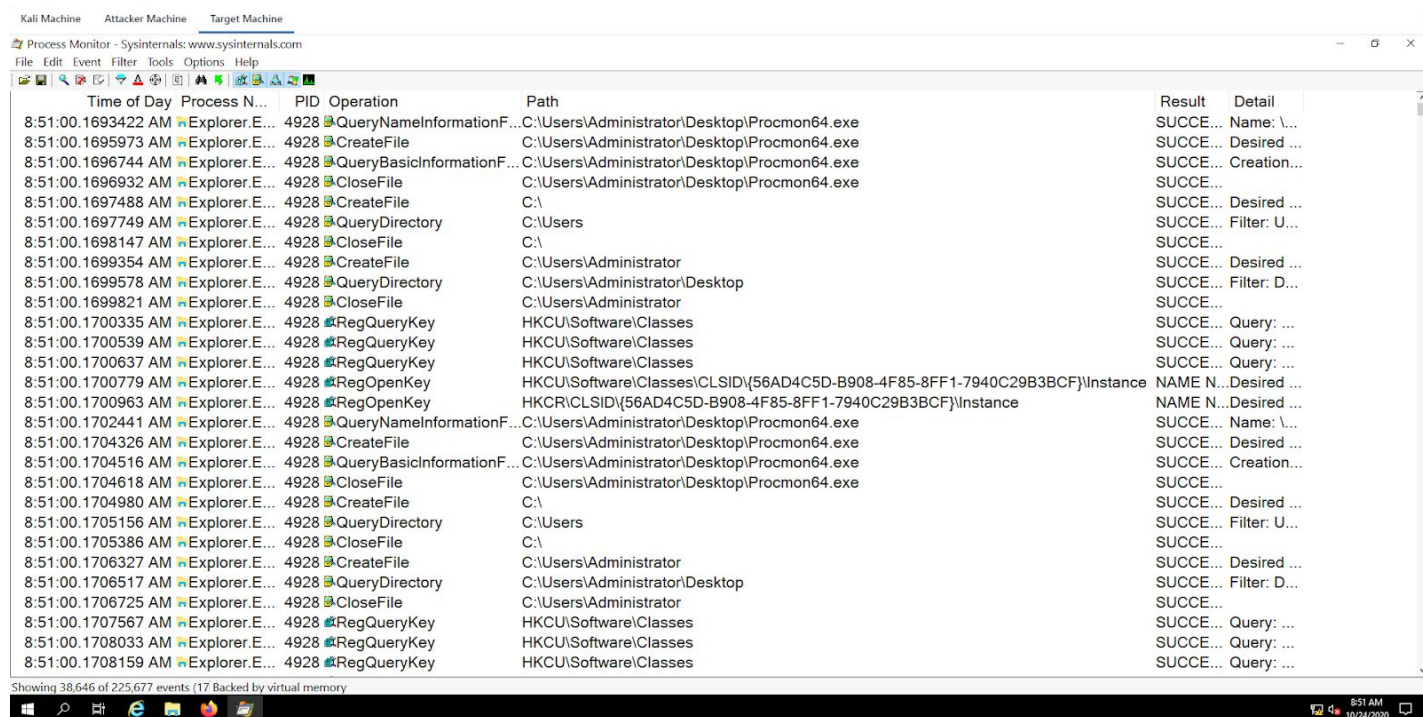 Kali Machine Attacker Machine Target Machine
Process Monitor - Sysinternals: www.sysinternals.com
File Edit Event Filter Tools Options Help
Time of Day Process N... PID Operation Path Result Detail
8:51:00.1693422 AM Explorer.E... 4928 QueryNameInformationF...C:\Users\Administrator\Desktop\Procmon64.exe SUCCE... Name: \...
8:51:00.1695973 AM Explorer.E... 4928 CreateFile C:\Users\Administrator\Desktop\Procmon64.exe SUCCE... Desired ...
8:51:00.1696744 AM Explorer.E... 4928 QueryBasicInformationF... C:\Users\Administrator\Desktop\Procmon64.exe SUCCE... Creation...
8:51:00.1696932 AM Explorer.E... 4928 CloseFile C:\Users\Administrator\Desktop\Procmon64.exe SUCCE...
8:51:00.1697488 AM Explorer.E... 4928 CreateFile C:\ SUCCE... Desired ...
8:51:00.1697749 AM Explorer.E... 4928 QueryDirectory C:\Users SUCCE... Filter: U...
8:51:00.1698147 AM Explorer.E... 4928 CloseFile C:\ SUCCE...
8:51:00.1699354 AM Explorer.E... 4928 CreateFile C:\Users\Administrator SUCCE... Desired ...
8:51:00.1699578 AM Explorer.E... 4928 QueryDirectory C:\Users\Administrator\Desktop SUCCE... Filter: D...
8:51:00.1699821 AM Explorer.E... 4928 CloseFile C:\Users\Administrator SUCCE...
8:51:00.1700335 AM Explorer.E... 4928 RegQueryKey HKCU\Software\Classes SUCCE... Query: ...
8:51:00.1700539 AM Explorer.E... 4928 RegQueryKey HKCU\Software\Classes SUCCE... Query: ...
8:51:00.1700637 AM Explorer.E... 4928 RegQueryKey HKCU\Software\Classes SUCCE... Query: ...
8:51:00.1700779 AM Explorer.E... 4928 RegOpenKey HKCU\Software\Classes\CLSID\{56AD4C5D-B908-4F85-8FF1-7940C29B3BCF}\Instance NAME N...Desired ...
8:51:00.1700963 AM Explorer.E... 4928 RegOpenKey HKCR\CLSID\{56AD4C5D-B908-4F85-8FF1-7940C29B3BCF}\Instance NAME N...Desired ...
8:51:00.1702441 AM Explorer.E... 4928 QueryNameInformationF...C:\Users\Administrator\Desktop\Procmon64.exe SUCCE... Name: \...
8:51:00.1704326 AM Explorer.E... 4928 CreateFile C:\Users\Administrator\Desktop\Procmon64.exe SUCCE... Desired ...
8:51:00.1704516 AM Explorer.E... 4928 QueryBasicInformationF... C:\Users\Administrator\Desktop\Procmon64.exe SUCCE... Creation...
8:51:00.1704618 AM Explorer.E... 4928 CloseFile C:\Users\Administrator\Desktop\Procmon64.exe SUCCE...
8:51:00.1704980 AM Explorer.E... 4928 CreateFile C:\ SUCCE... Desired ...
8:51:00.1705156 AM Explorer.E... 4928 QueryDirectory C:\Users SUCCE... Filter: U...
8:51:00.1705386 AM Explorer.E... 4928 CloseFile C:\ SUCCE...
8:51:00.1706327 AM Explorer.E... 4928 CreateFile C:\Users\Administrator SUCCE... Desired ...
8:51:00.1706517 AM Explorer.E... 4928 QueryDirectory C:\Users\Administrator\Desktop SUCCE... Filter: D...
8:51:00.1706725 AM Explorer.E... 4928 CloseFile C:\Users\Administrator SUCCE...
8:51:00.1707567 AM Explorer.E... 4928 RegQueryKey HKCU\Software\Classes SUCCE... Query: ...
8:51:00.1708033 AM Explorer.E... 4928 RegQueryKey HKCU\Software\Classes SUCCE... Query: ...
8:51:00.1708159 AM Explorer.E... 4928 RegQueryKey HKCU\Software\Classes SUCCE... Query: ...
Showing 38,646 of 225,677 events (17 Backed by virtual memory
8:51 AM
10/24/2020